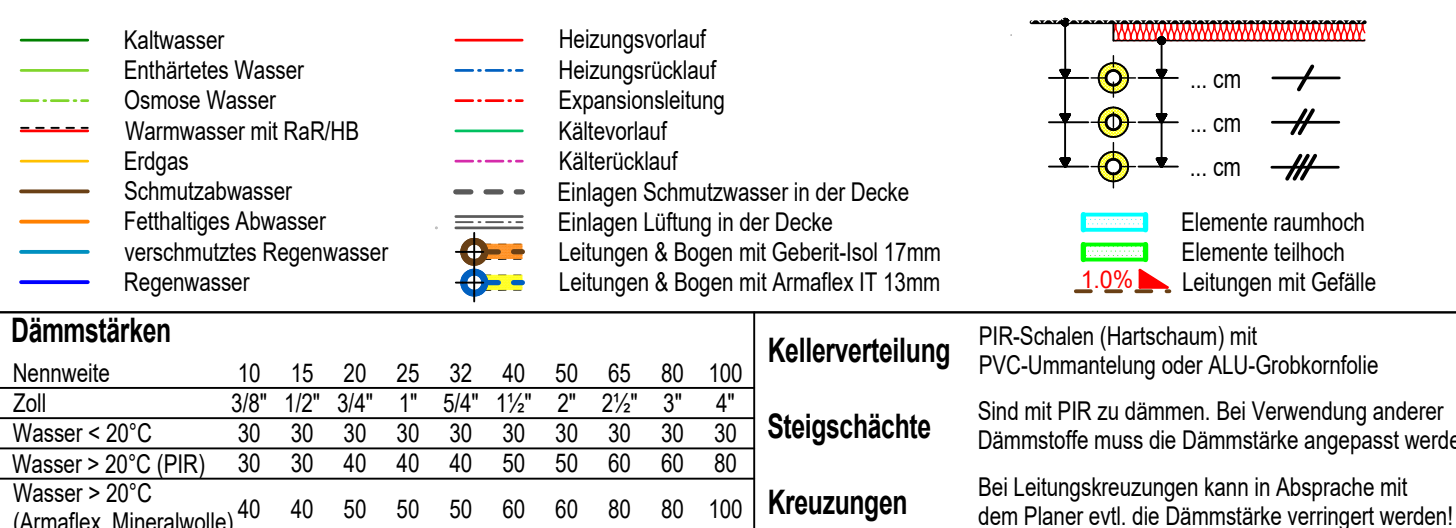 Kaltwasser
Enthärtetes Wasser
Osmose Wasser
Warmwasser mit RaR/HB
Erdgas
Schmutzabwasser
Fetthaltiges Abwasser
verschmutztes Regenwasser
Regenwasser
Heizungsvorlauf
Heizungsrücklauf
Expansionsleitung
Kältevorlauf
Kälterücklauf
Einlagen Schmutzwasser in der Decke
Einlagen Lüftung in der Decke
Leitungen & Bogen mit Geberit-Isol 17mm
Leitungen & Bogen mit Armaflex IT 13mm
... cm
... cm
... cm
Elemente raumhoch
Elemente teilhoch
1.0% Leitungen mit Gefälle
Dämmstärken
Nennweite 10 15 20 25 32 40 50 65 80 100
Zoll 3/8" 1/2" 3/4" 1" 5/4" 1½" 2" 2½" 3" 4"
Wasser < 20°C 30 30 30 30 30 30 30 30 30 30
Wasser > 20°C (PIR) 30 30 40 40 40 50 50 60 60 80
Wasser > 20°C
(Armaflex, Mineralwolle) 40 40 50 50 50 60 60 80 80 100
Kellerverteilung
PIR-Schalen (Hartschaum) mit
PVC-Ummantelung oder ALU-Grobkornfolie
Steigschächte
Sind mit PIR zu dämmen. Bei Verwendung anderer
Dämmstoffe muss die Dämmstärke angepasst werde
Kreuzungen
Bei Leitungskreuzungen kann in Absprache mit
dem Planer evtl. die Dämmstärke verringert werden!